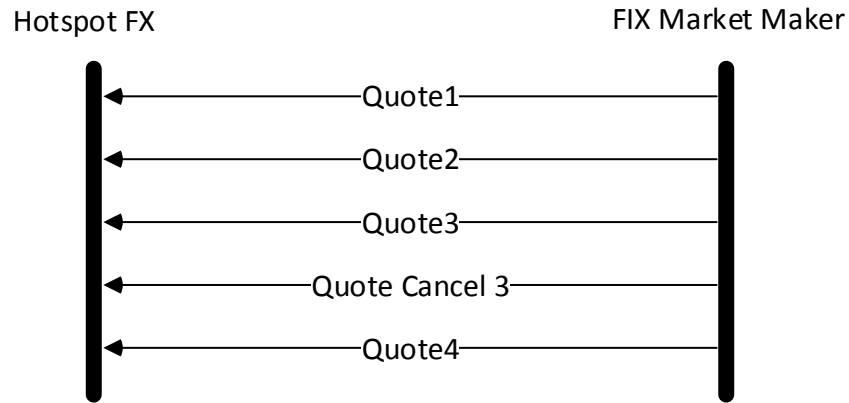 Hotspot FX
FIX Market Maker
Quote1
Quote2
Quote3
Quote Cancel 3
Quote4